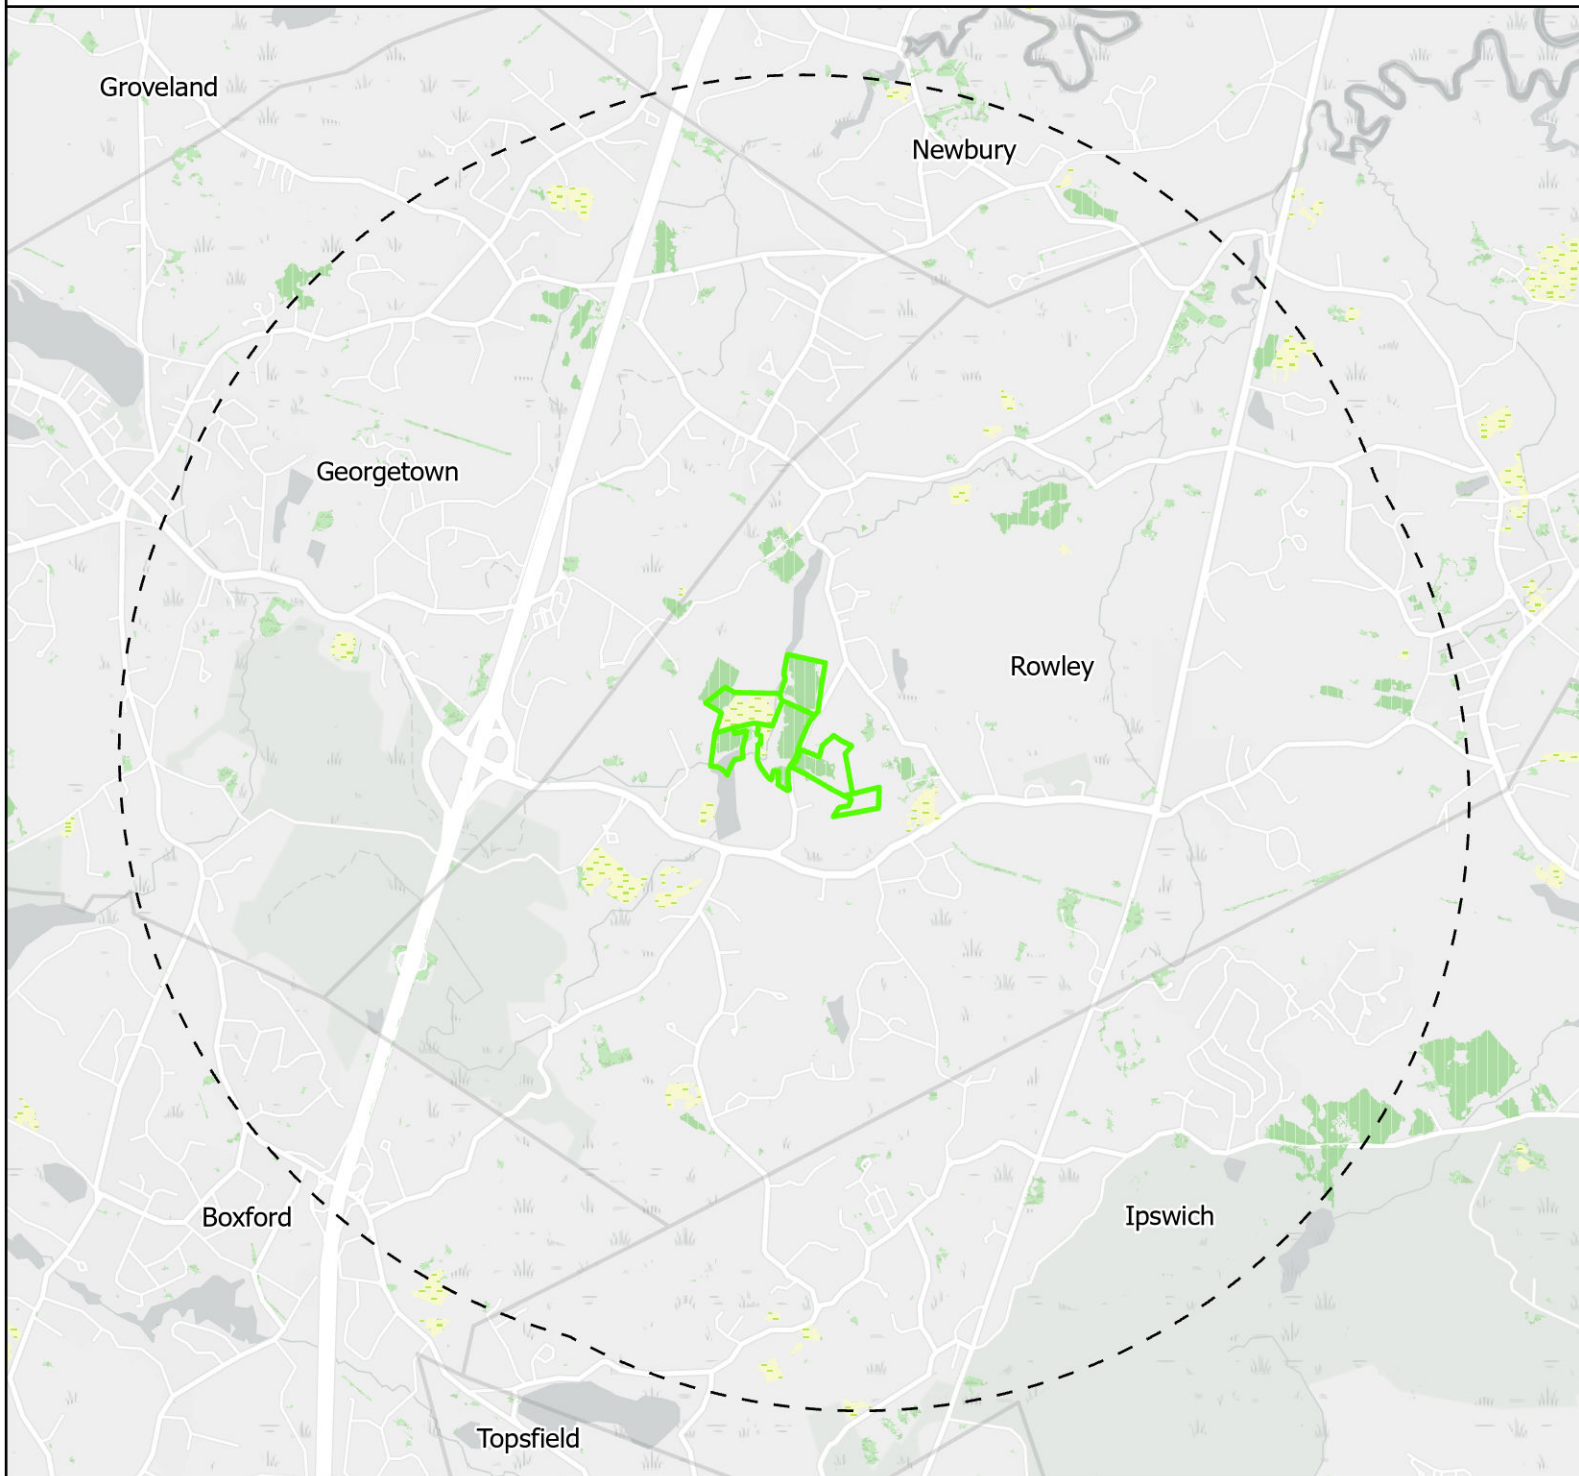 Groveland
Newbury
Georgetown
Rowley
Boxford
Ipswich
Topsfield